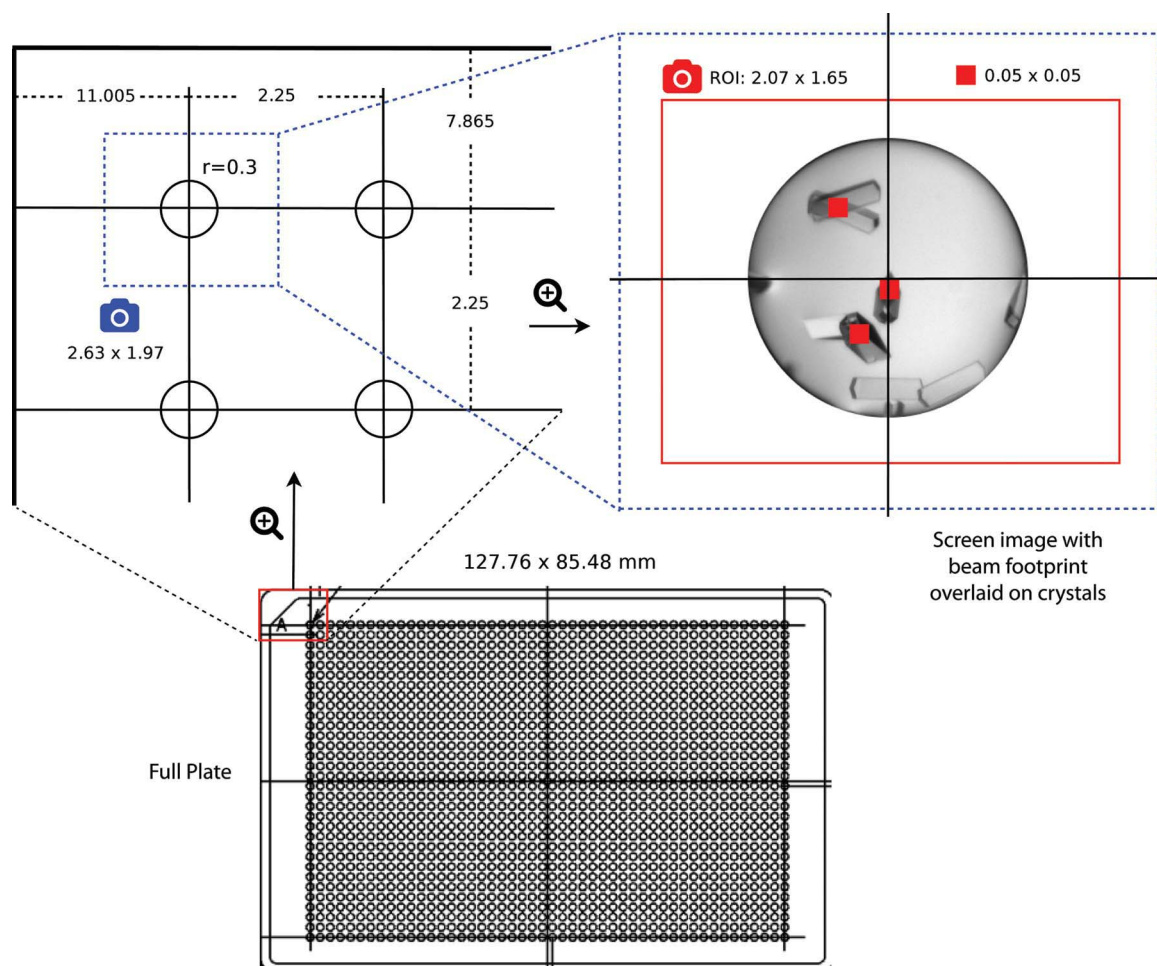 11.005
2.25
7.865
r=0.3
2.25
2.63 x 1.97
ROI: 2.07 x 1.65
0.05 x 0.05
Screen image with
beam footprint
overlaid on crystals
127.76 x 85.48 mm
A
Full Plate